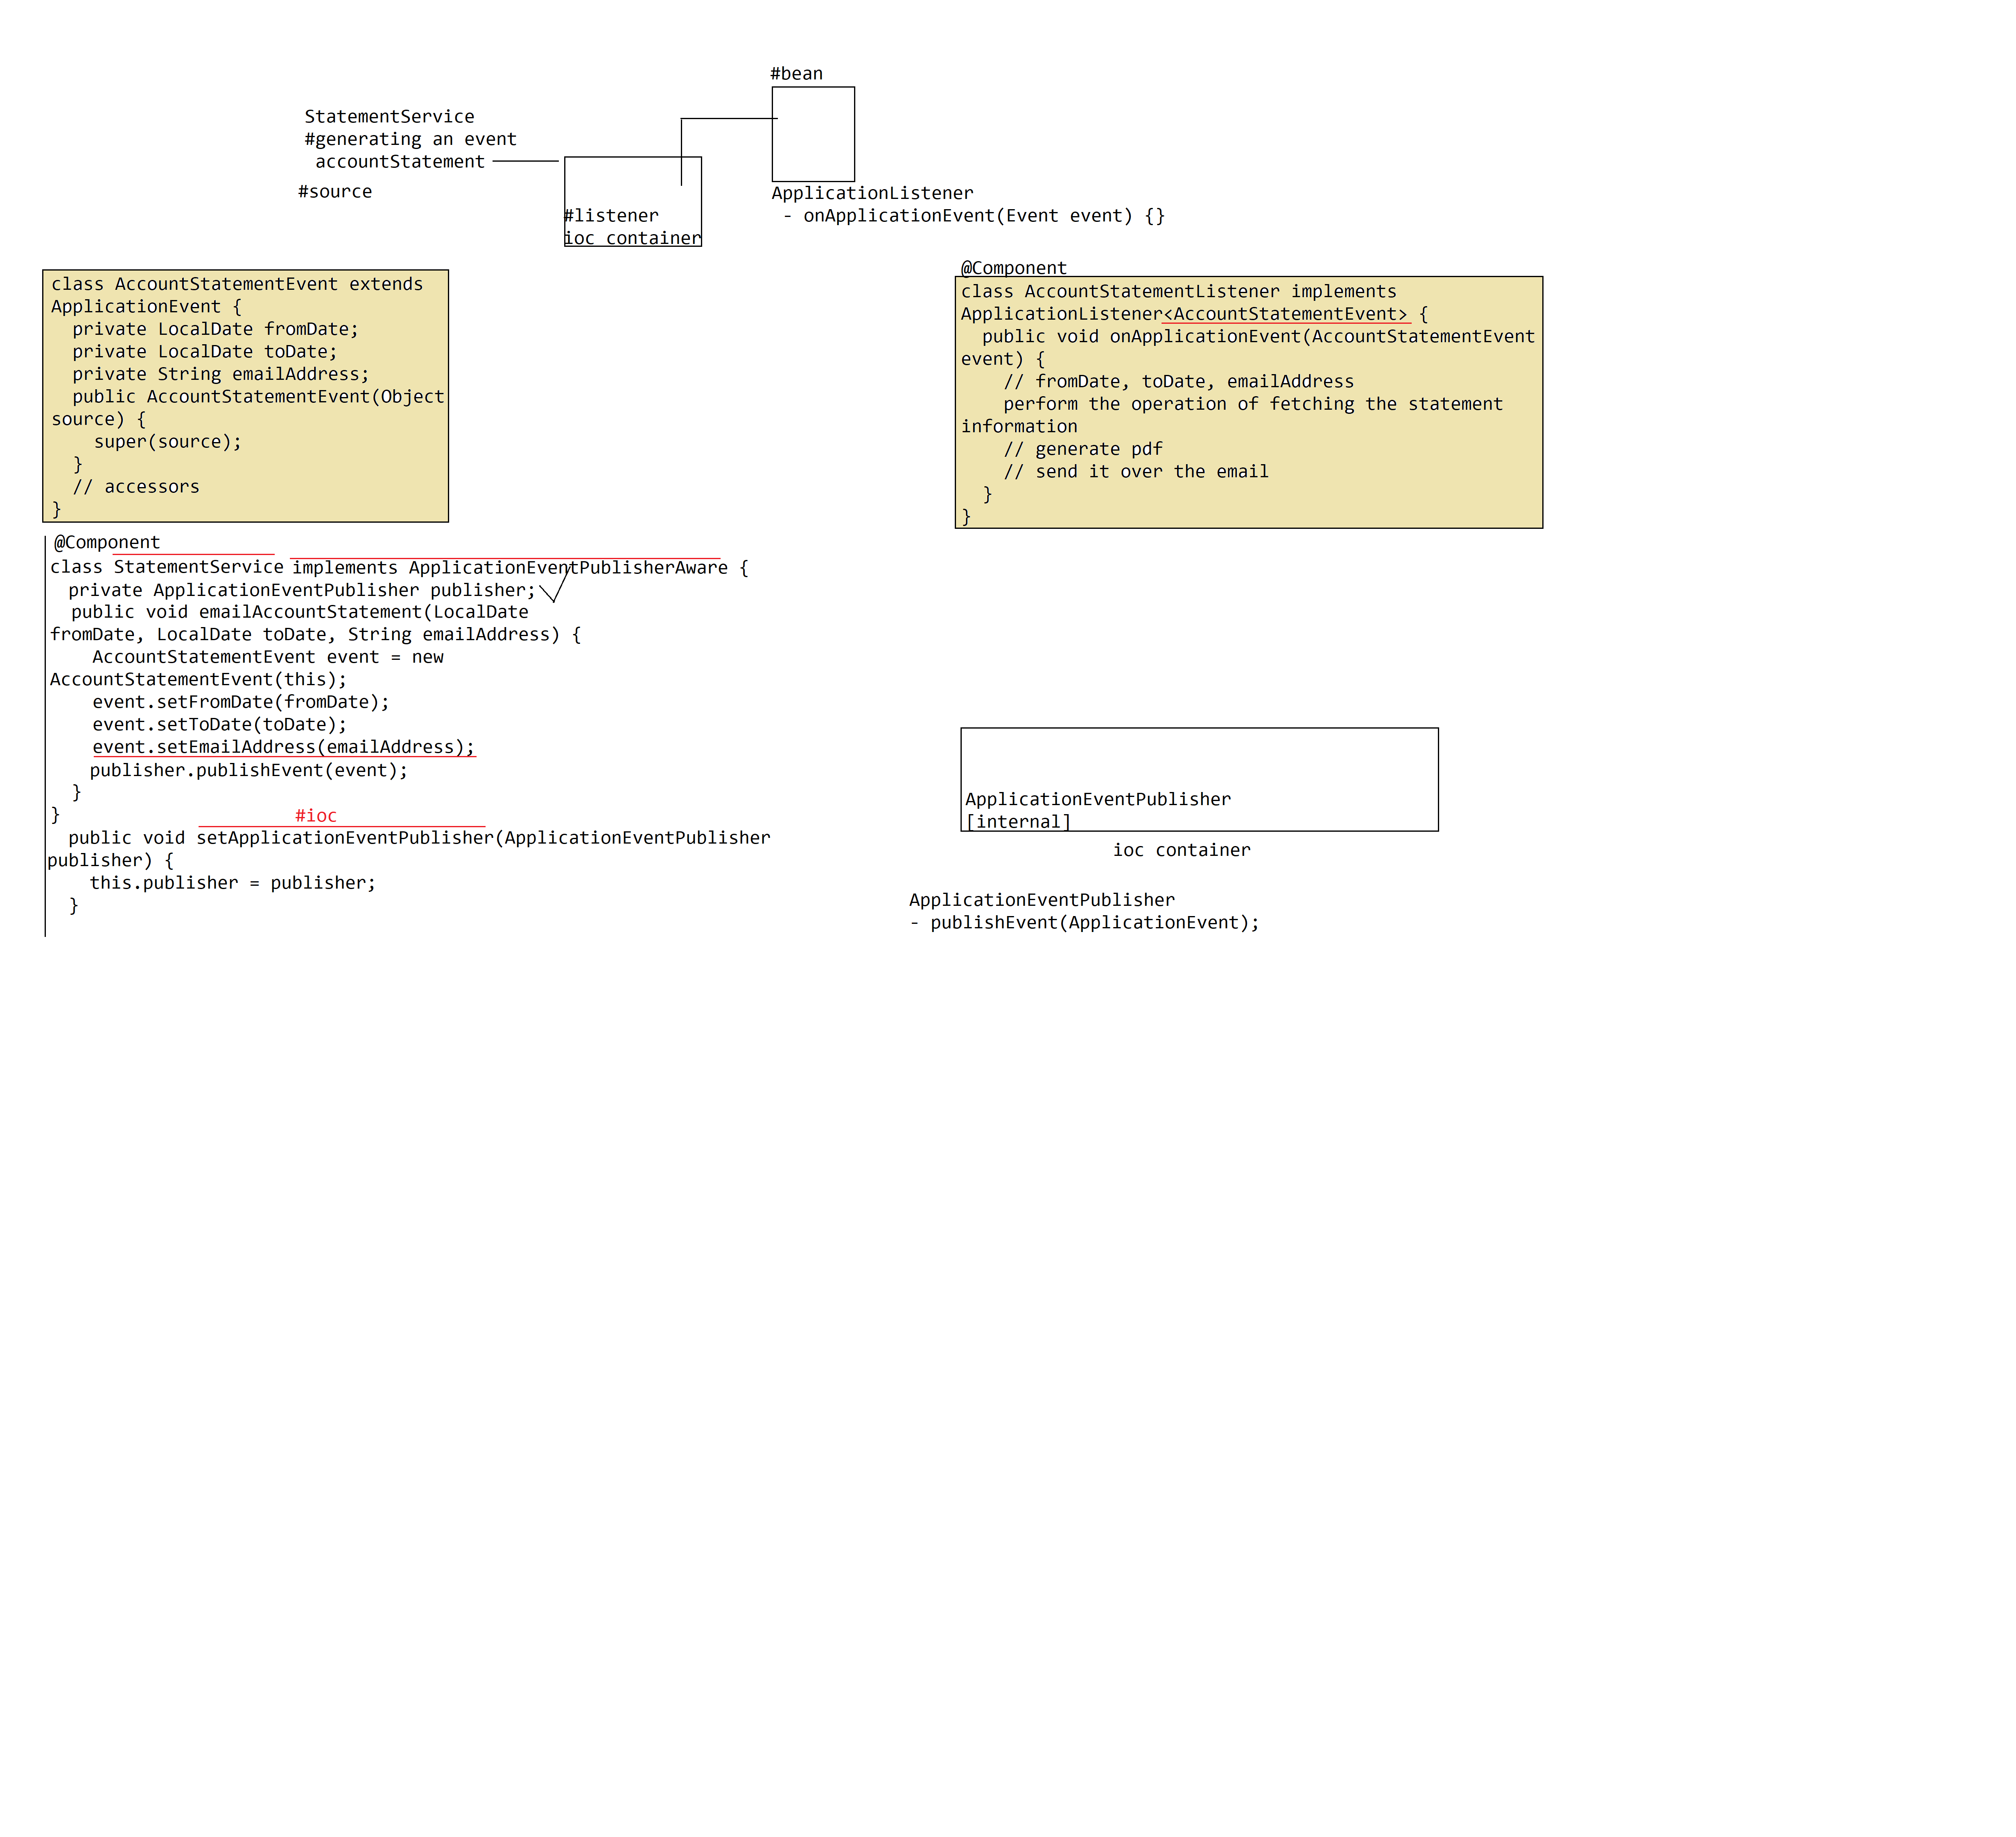 #bean
StatementService
#generating an event
accountStatement
#source
#listener
ioc container
ApplicationListener
- onApplicationEvent(Event event) {}
class AccountStatementEvent extends
ApplicationEvent {
private LocalDate fromDate;
private LocalDate toDate;
private String emailAddress;
public AccountStatementEvent(Object
source) {
super(source);
}
// accessors
}
@Component
class AccountStatementListener implements
ApplicationListener<AccountStatementEvent> {
public void onApplicationEvent(AccountStatementEvent
event) {
// fromDate, toDate, emailAddress
perform the operation of fetching the statement
information
// generate pdf
// send it over the email
}
}
@Component
class StatementService implements ApplicationEventPublisherAware {
private ApplicationEventPublisher publisher;
public void emailAccountStatement(LocalDate
fromDate, LocalDate toDate, String emailAddress) {
AccountStatementEvent event = new
AccountStatementEvent(this);
event.setFromDate(fromDate);
event.setToDate(toDate);
event.setEmailAddress(emailAddress);
publisher.publishEvent(event);
}
}
#ioc
public void setApplicationEventPublisher(ApplicationEventPublisher
publisher) {
this.publisher = publisher;
}
ApplicationEventPublisher
[internal]
ioc container
ApplicationEventPublisher
- publishEvent(ApplicationEvent);